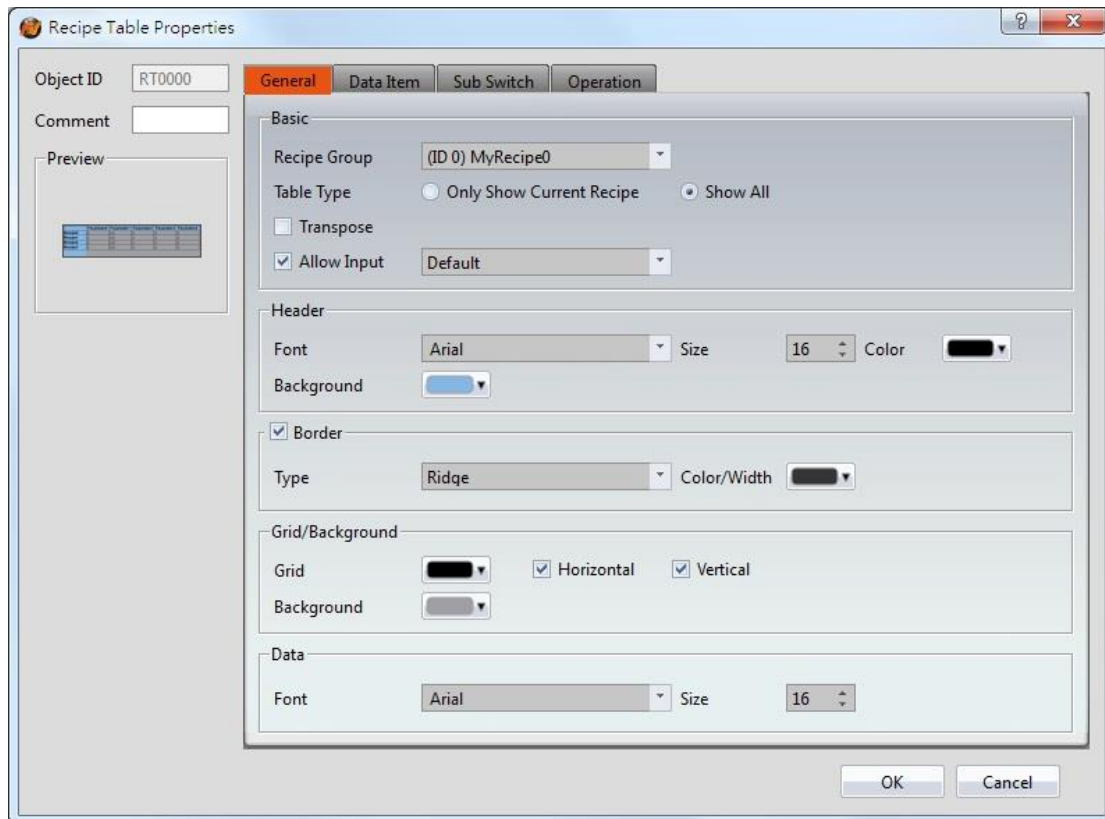 Recipe Table Properties
Object ID RT0000
Comment
Preview
General Data Item Sub Switch Operation
Basic
Recipe Group (ID 0) MyRecipe0
Table Type Only Show Current Recipe Show All
Transpose
Allow Input Default
Header
Font Arial Size 16 Color
Background
Border
Type Ridge Color/Width
Grid/Background
Grid Horizontal Vertical
Background
Data
Font Arial Size 16
OK Cancel